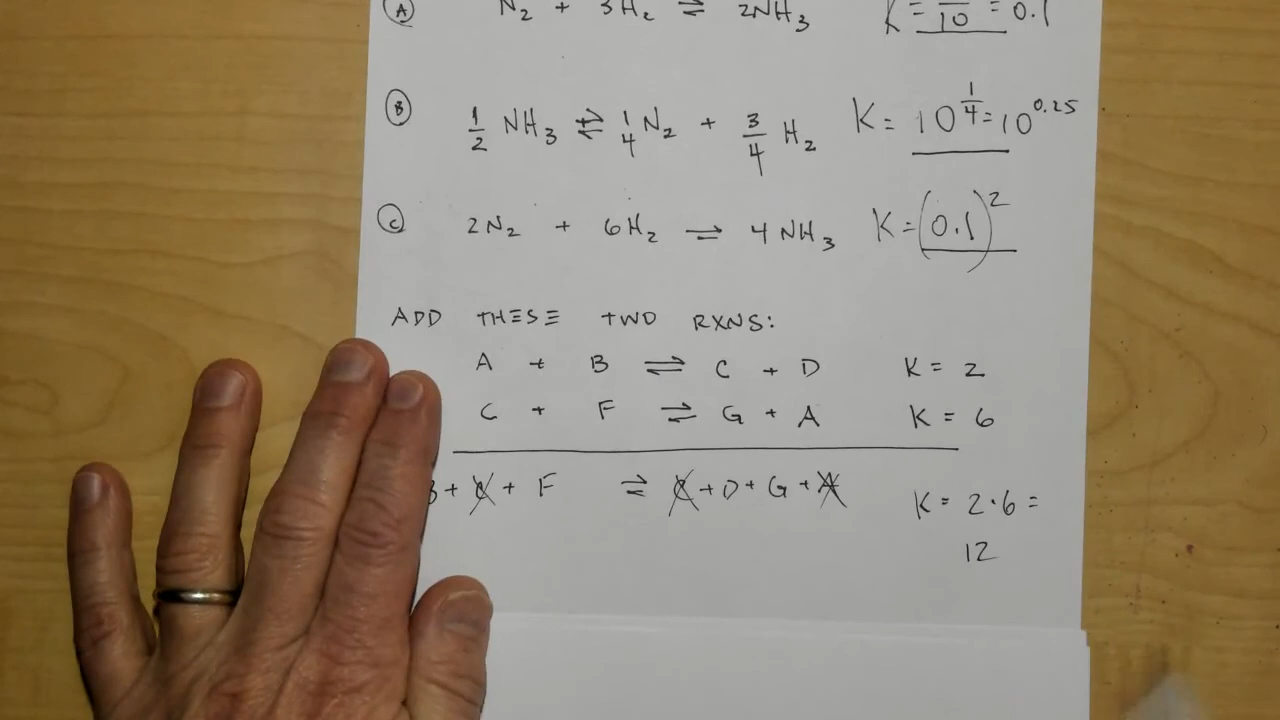 A N₂ + 3H₂ ⇌ 2NH₃ K = /10 = 0.1
B 1/2 NH₃ ⇌ 1/4 N₂ + 3/4 H₂ K = 10^1/4 = 10^0.25
C 2N₂ + 6H₂ ⇌ 4NH₃ K = (0.1)²
ADD THESE TWO RXNS:
A + B ⇌ C + D K = 2
C + F ⇌ G + A K = 6
B + C + F ⇌ C + D + G + A K = 2·6 =
12